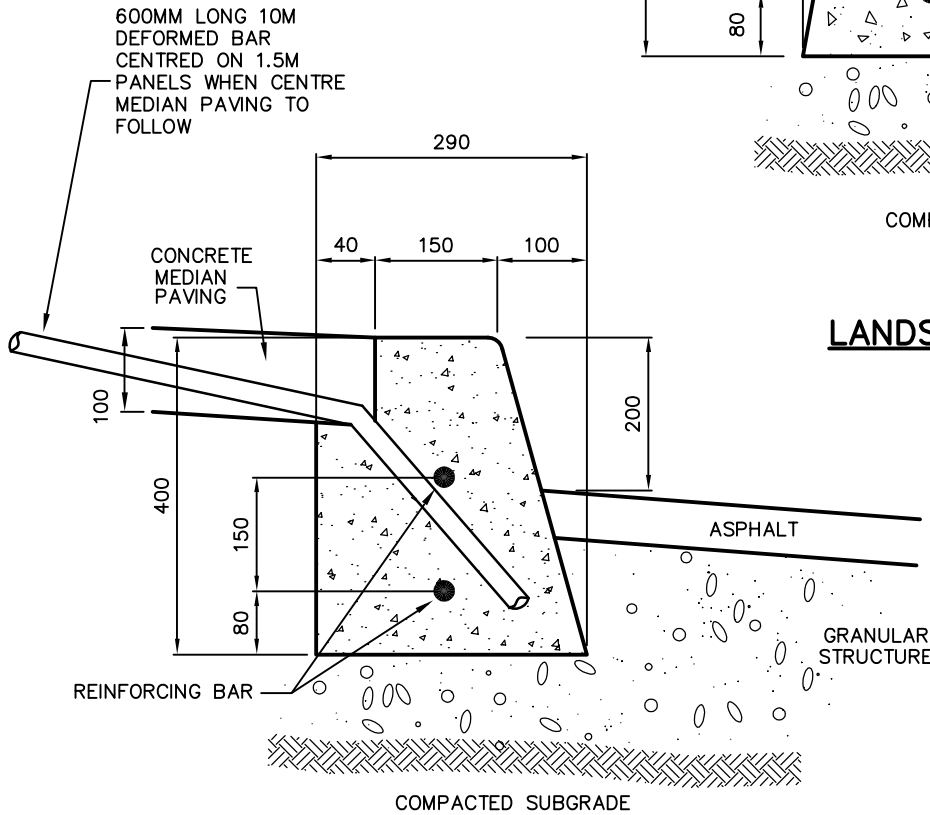 600MM LONG 10M
DEFORMED BAR
CENTRED ON 1.5M
PANELS WHEN CENTRE
MEDIAN PAVING TO
FOLLOW
80
290
40
150
100
CONCRETE
MEDIAN
PAVING
LANDS
100
400
200
150
80
ASPHALT
GRANULAR
STRUCTURE
REINFORCING BAR
COMPACTED SUBGRADE